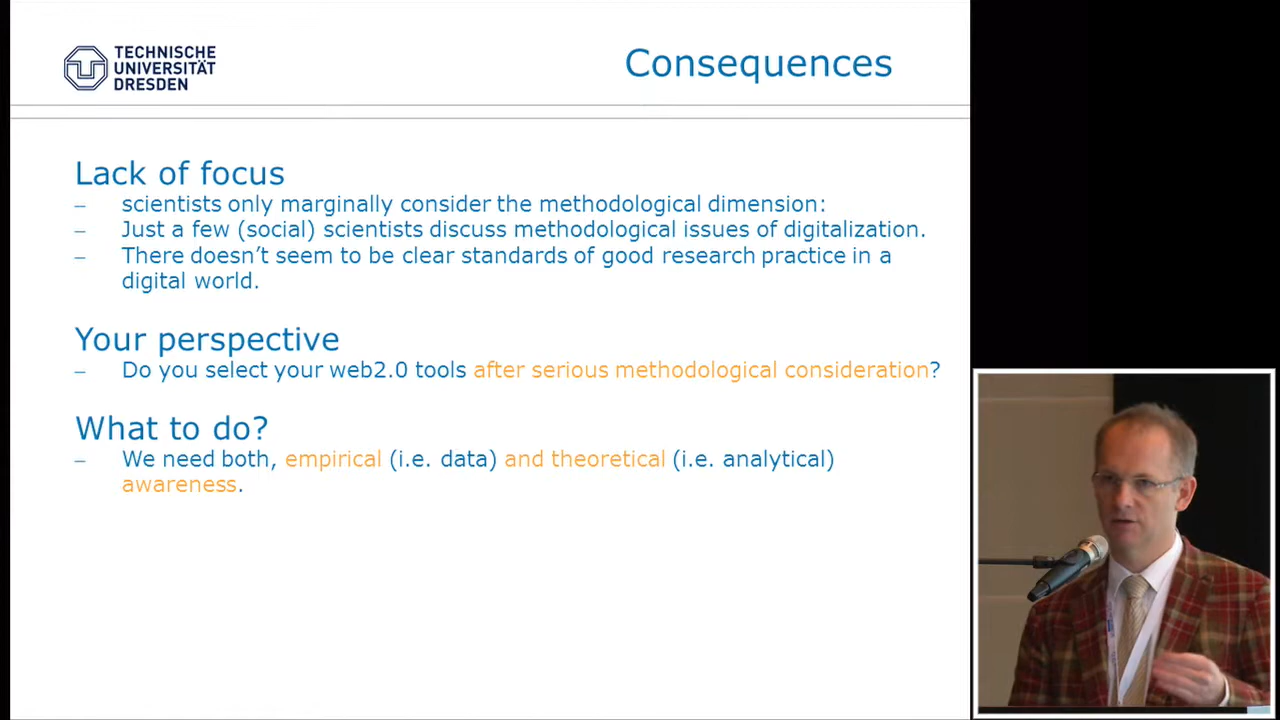 TECHNISCHE
UNIVERSITÄT
DRESDEN
Consequences
Lack of focus
– scientists only marginally consider the methodological dimension:
– Just a few (social) scientists discuss methodological issues of digitalization.
– There doesn’t seem to be clear standards of good research practice in a
digital world.
Your perspective
– Do you select your web2.0 tools after serious methodological consideration?
What to do?
– We need both, empirical (i.e. data) and theoretical (i.e. analytical)
awareness.